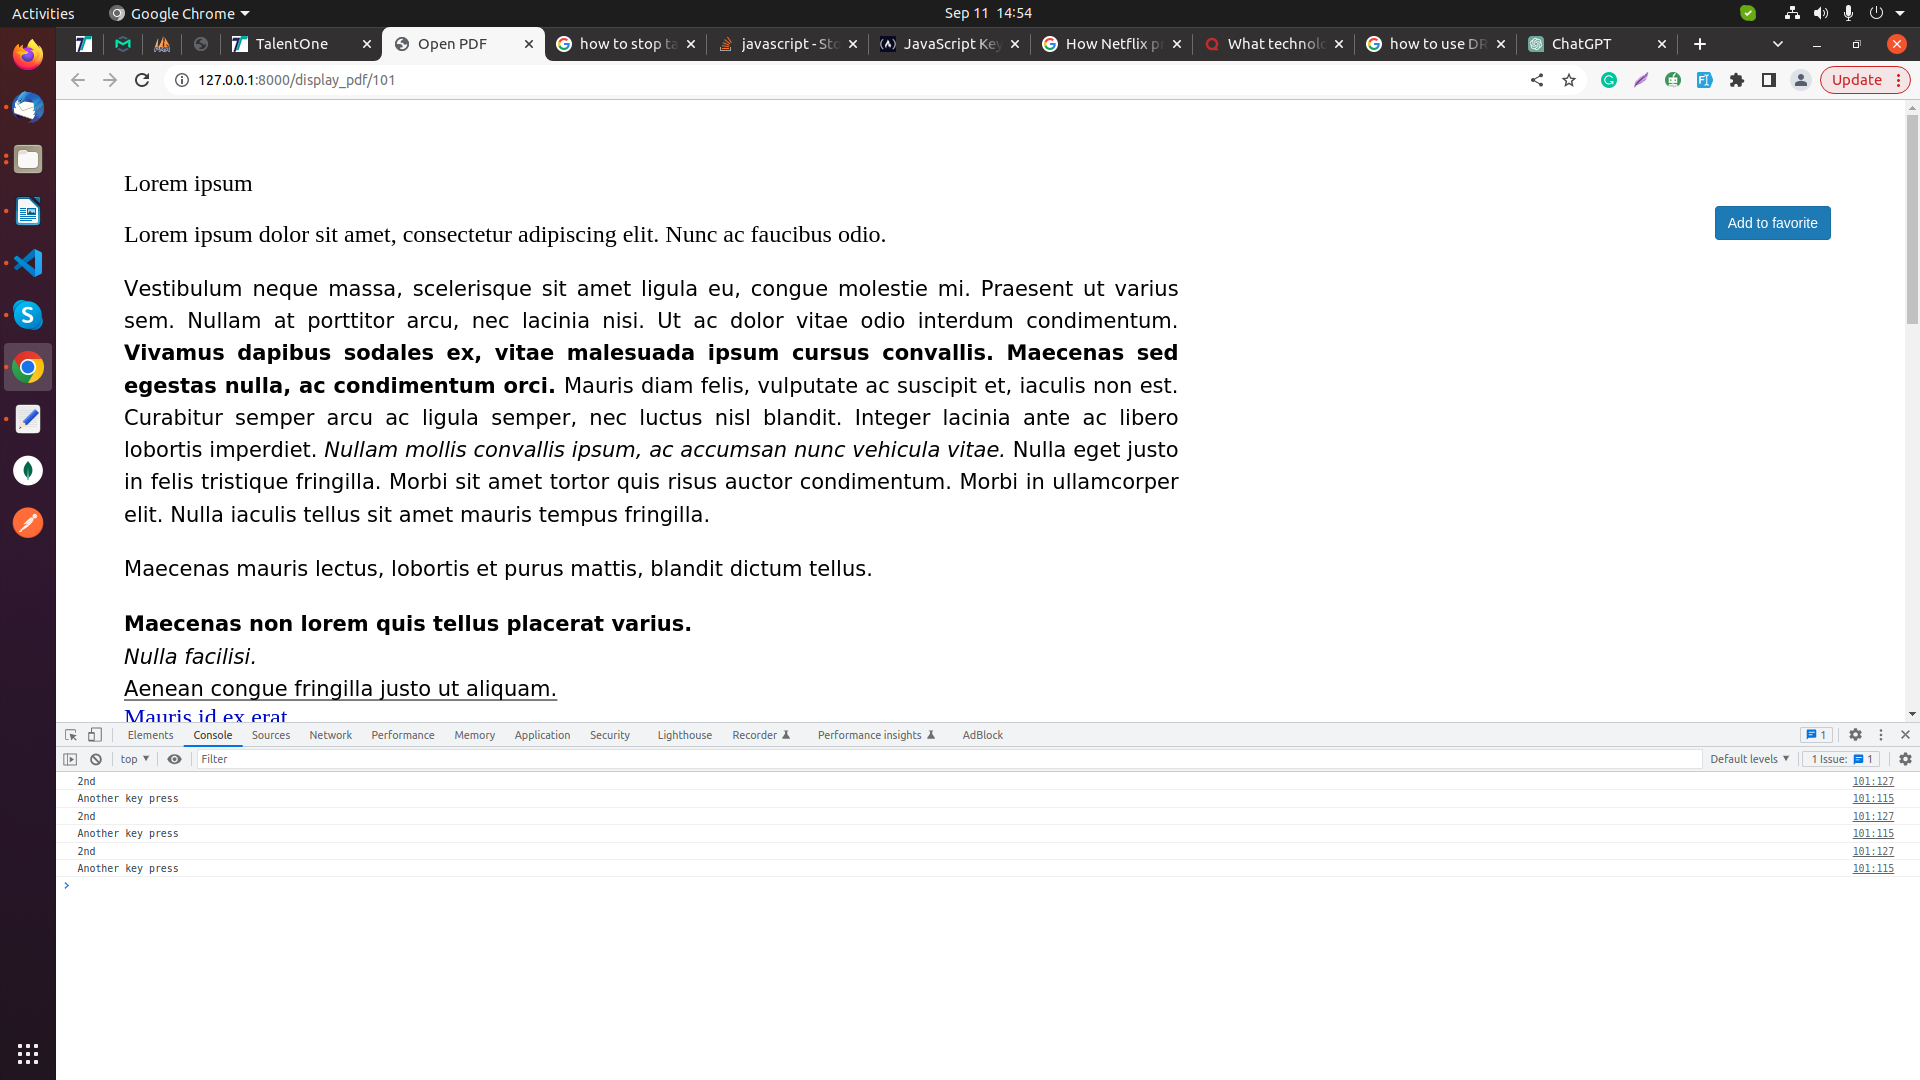 Activities
Google Chrome
Sep 11 14:54
TalentOne
Open PDF
how to stop ta
javascript - Sto
JavaScript Key
How Netflix pr
What technolo
how to use DR
ChatGPT
127.0.0.1:8000/display_pdf/101
Update
Lorem ipsum
Lorem ipsum dolor sit amet, consectetur adipiscing elit. Nunc ac faucibus odio.
Add to favorite
Vestibulum neque massa, scelerisque sit amet ligula eu, congue molestie mi. Praesent ut varius
sem. Nullam at porttitor arcu, nec lacinia nisi. Ut ac dolor vitae odio interdum condimentum.
Vivamus dapibus sodales ex, vitae malesuada ipsum cursus convallis. Maecenas sed
egestas nulla, ac condimentum orci. Mauris diam felis, vulputate ac suscipit et, iaculis non est.
Curabitur semper arcu ac ligula semper, nec luctus nisl blandit. Integer lacinia ante ac libero
lobortis imperdiet. Nullam mollis convallis ipsum, ac accumsan nunc vehicula vitae. Nulla eget justo
in felis tristique fringilla. Morbi sit amet tortor quis risus auctor condimentum. Morbi in ullamcorper
elit. Nulla iaculis tellus sit amet mauris tempus fringilla.
Maecenas mauris lectus, lobortis et purus mattis, blandit dictum tellus.
Maecenas non lorem quis tellus placerat varius.
Nulla facilisi.
Aenean congue fringilla justo ut aliquam.
Mauris id ex erat.
Elements
Console
Sources
Network
Performance
Memory
Application
Security
Lighthouse
Recorder
Performance insights
AdBlock
1
top
Filter
Default levels
1 Issue: 1
2nd 101:127
Another key press 101:115
2nd 101:127
Another key press 101:115
2nd 101:127
Another key press 101:115